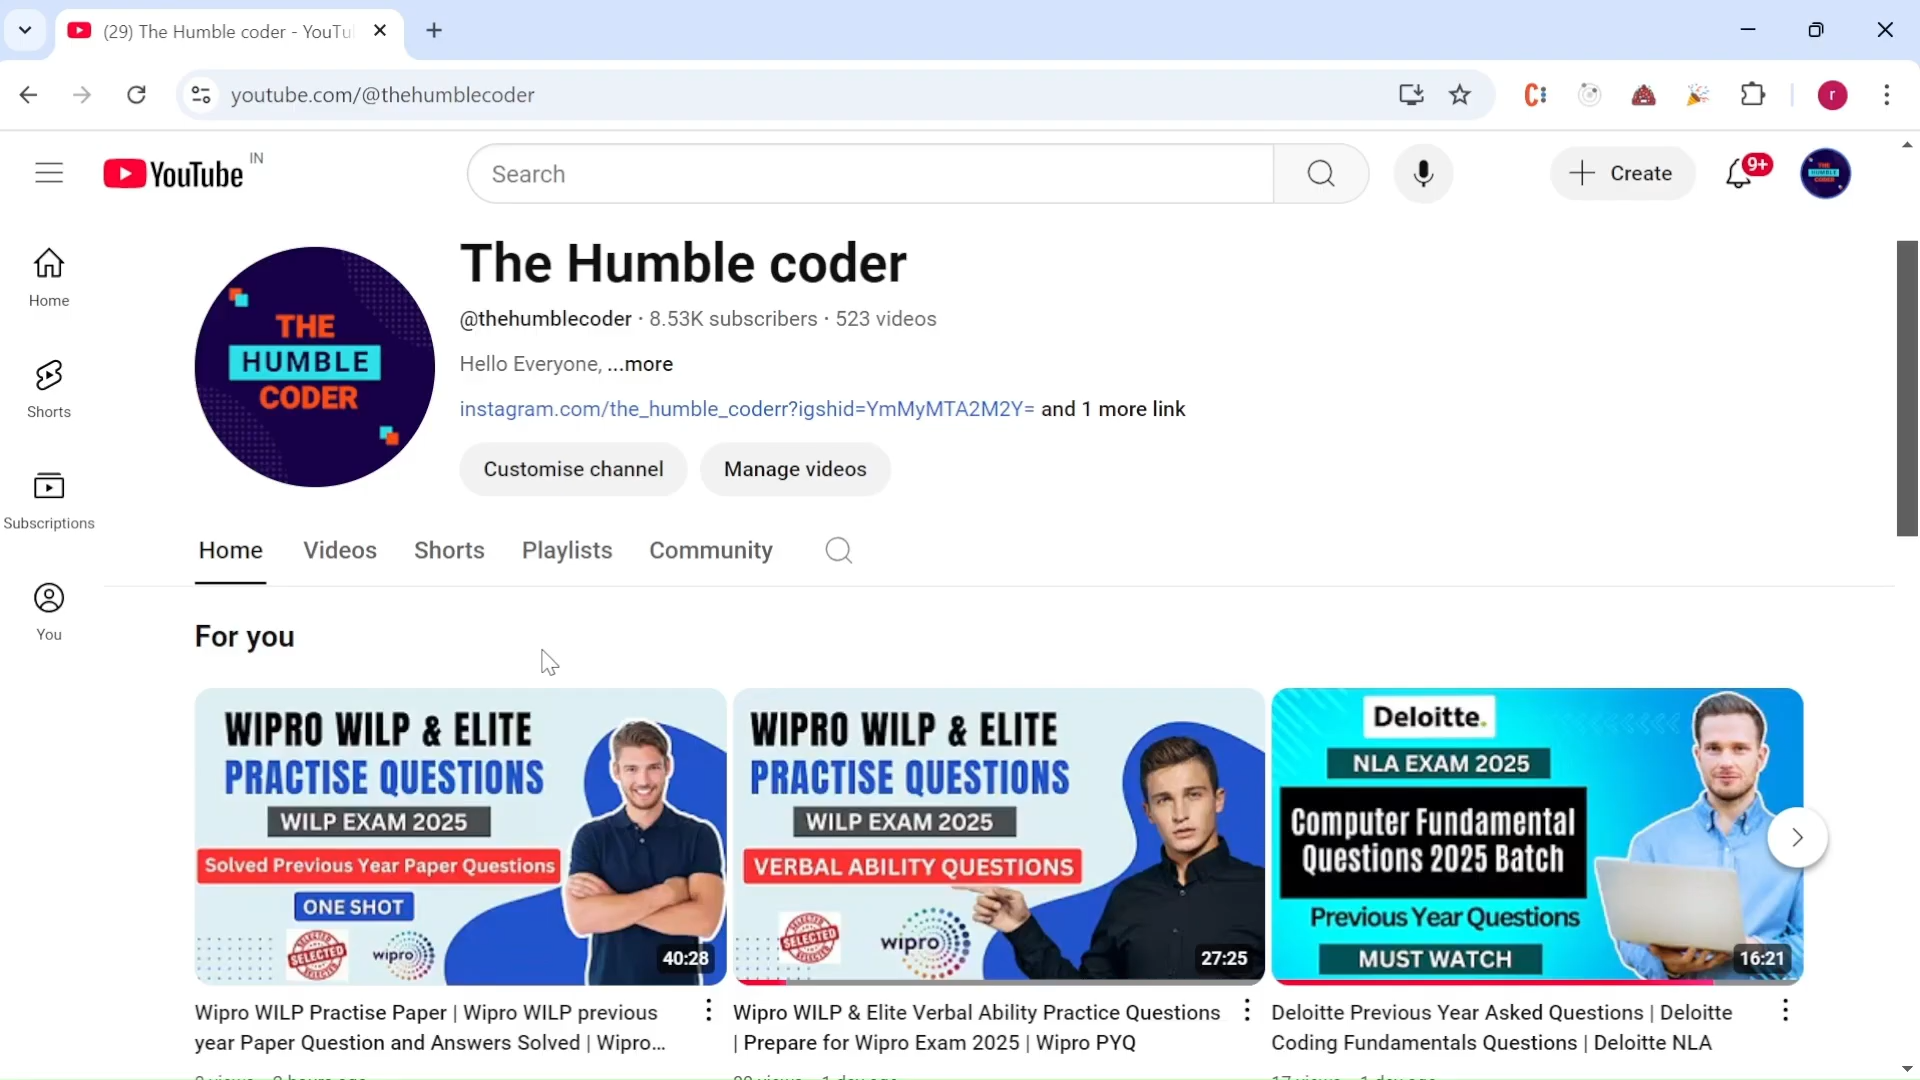 (29) The Humble coder - YouTu
youtube.com/@thehumblecoder
r
YouTube IN
Search
Create
9+
THE
HUMBLE
CODER
The Humble coder
@thehumblecoder · 8.53K subscribers · 523 videos
Hello Everyone, ...more
instagram.com/the_humble_coderr?igshid=YmMyMTA2M2Y= and 1 more link
Customise channel
Manage videos
Home
Shorts
Subscriptions
You
Home Videos Shorts Playlists Community
For you
WIPRO WILP & ELITE
PRACTISE QUESTIONS
WILP EXAM 2025
Solved Previous Year Paper Questions
ONE SHOT
SELECTED
wipro
40:28
Wipro WILP Practise Paper | Wipro WILP previous
year Paper Question and Answers Solved | Wipro...
WIPRO WILP & ELITE
PRACTISE QUESTIONS
WILP EXAM 2025
VERBAL ABILITY QUESTIONS
SELECTED
wipro
27:25
Wipro WILP & Elite Verbal Ability Practice Questions
| Prepare for Wipro Exam 2025 | Wipro PYQ
Deloitte.
NLA EXAM 2025
Computer Fundamental
Questions 2025 Batch
Previous Year Questions
MUST WATCH
16:21
Deloitte Previous Year Asked Questions | Deloitte
Coding Fundamentals Questions | Deloitte NLA